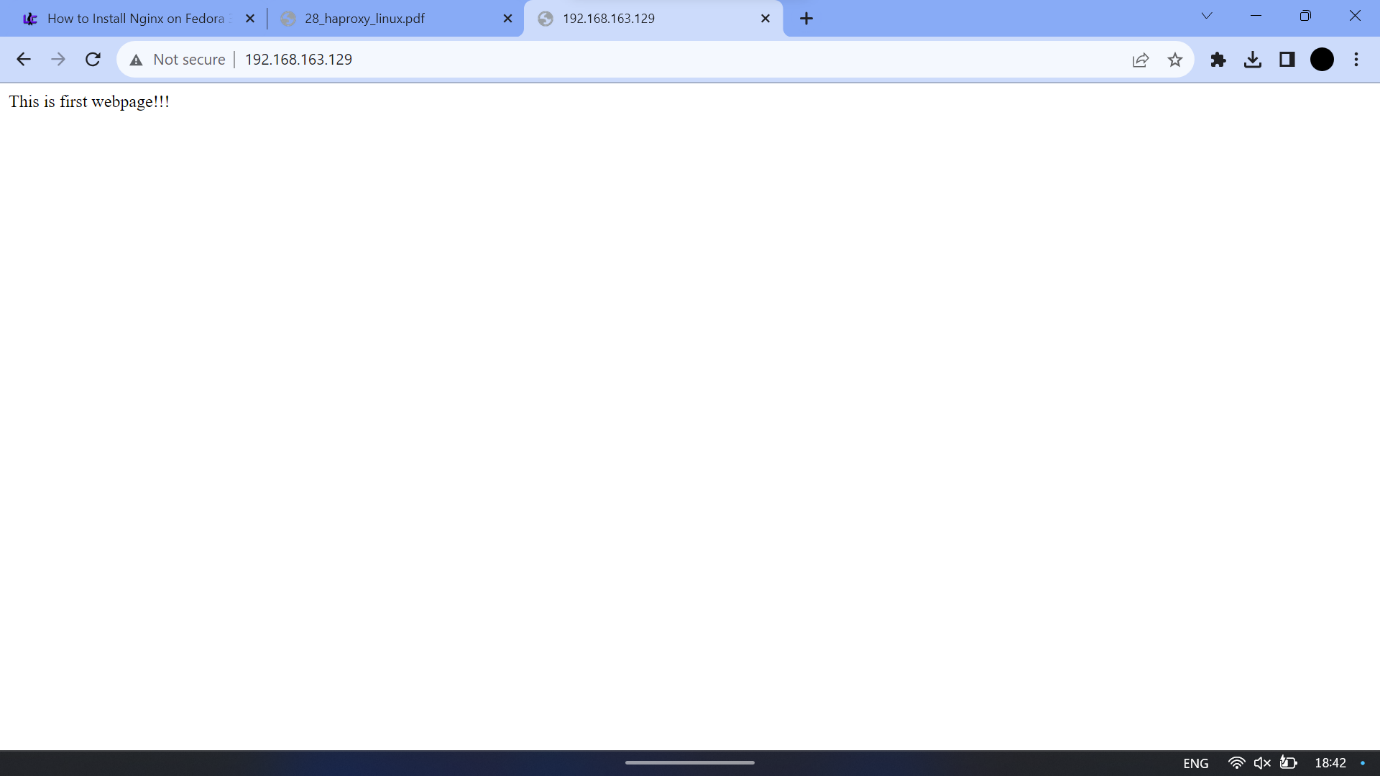 How to Install Nginx on Fedora
28_haproxy_linux.pdf
192.168.163.129
Not secure
192.168.163.129
This is first webpage!!!
ENG
18:42